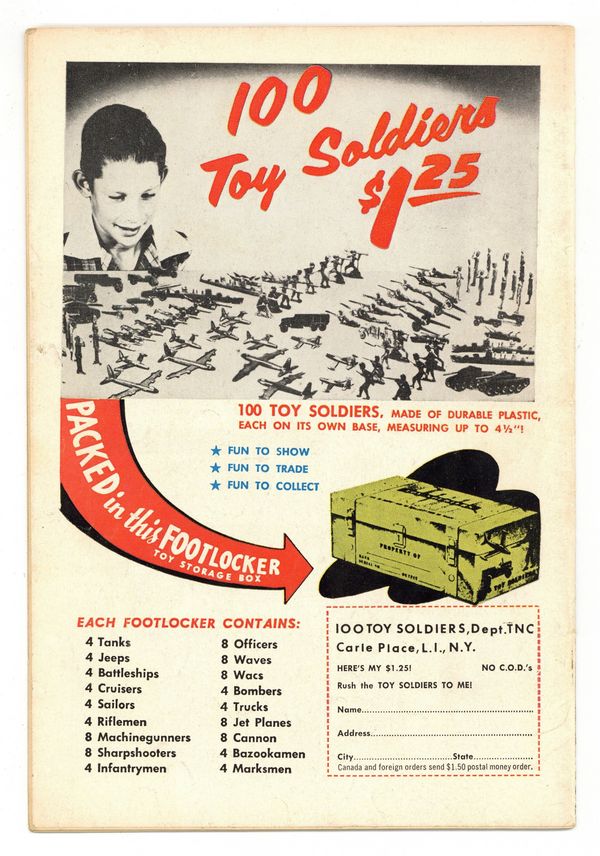 100
Toy Soldiers
$1.25
100 TOY SOLDIERS, MADE OF DURABLE PLASTIC,
EACH ON ITS OWN BASE, MEASURING UP TO 4½"!
★ FUN TO SHOW
★ FUN TO TRADE
★ FUN TO COLLECT
PACKED in this FOOTLOCKER
TOY STORAGE BOX
PROPERTY OF
TOY SOLDIERS
EACH FOOTLOCKER CONTAINS:
4 Tanks
4 Jeeps
4 Battleships
4 Cruisers
4 Sailors
4 Riflemen
8 Machinegunners
8 Sharpshooters
4 Infantrymen
8 Officers
8 Waves
8 Wacs
4 Bombers
4 Trucks
8 Jet Planes
8 Cannon
4 Bazookamen
4 Marksmen
100 TOY SOLDIERS, Dept. TNC
Carle Place, L.I., N.Y.
HERE'S MY $1.25! NO C.O.D.'s
Rush the TOY SOLDIERS TO ME!
Name
Address
City State
Canada and foreign orders send $1.50 postal money order.